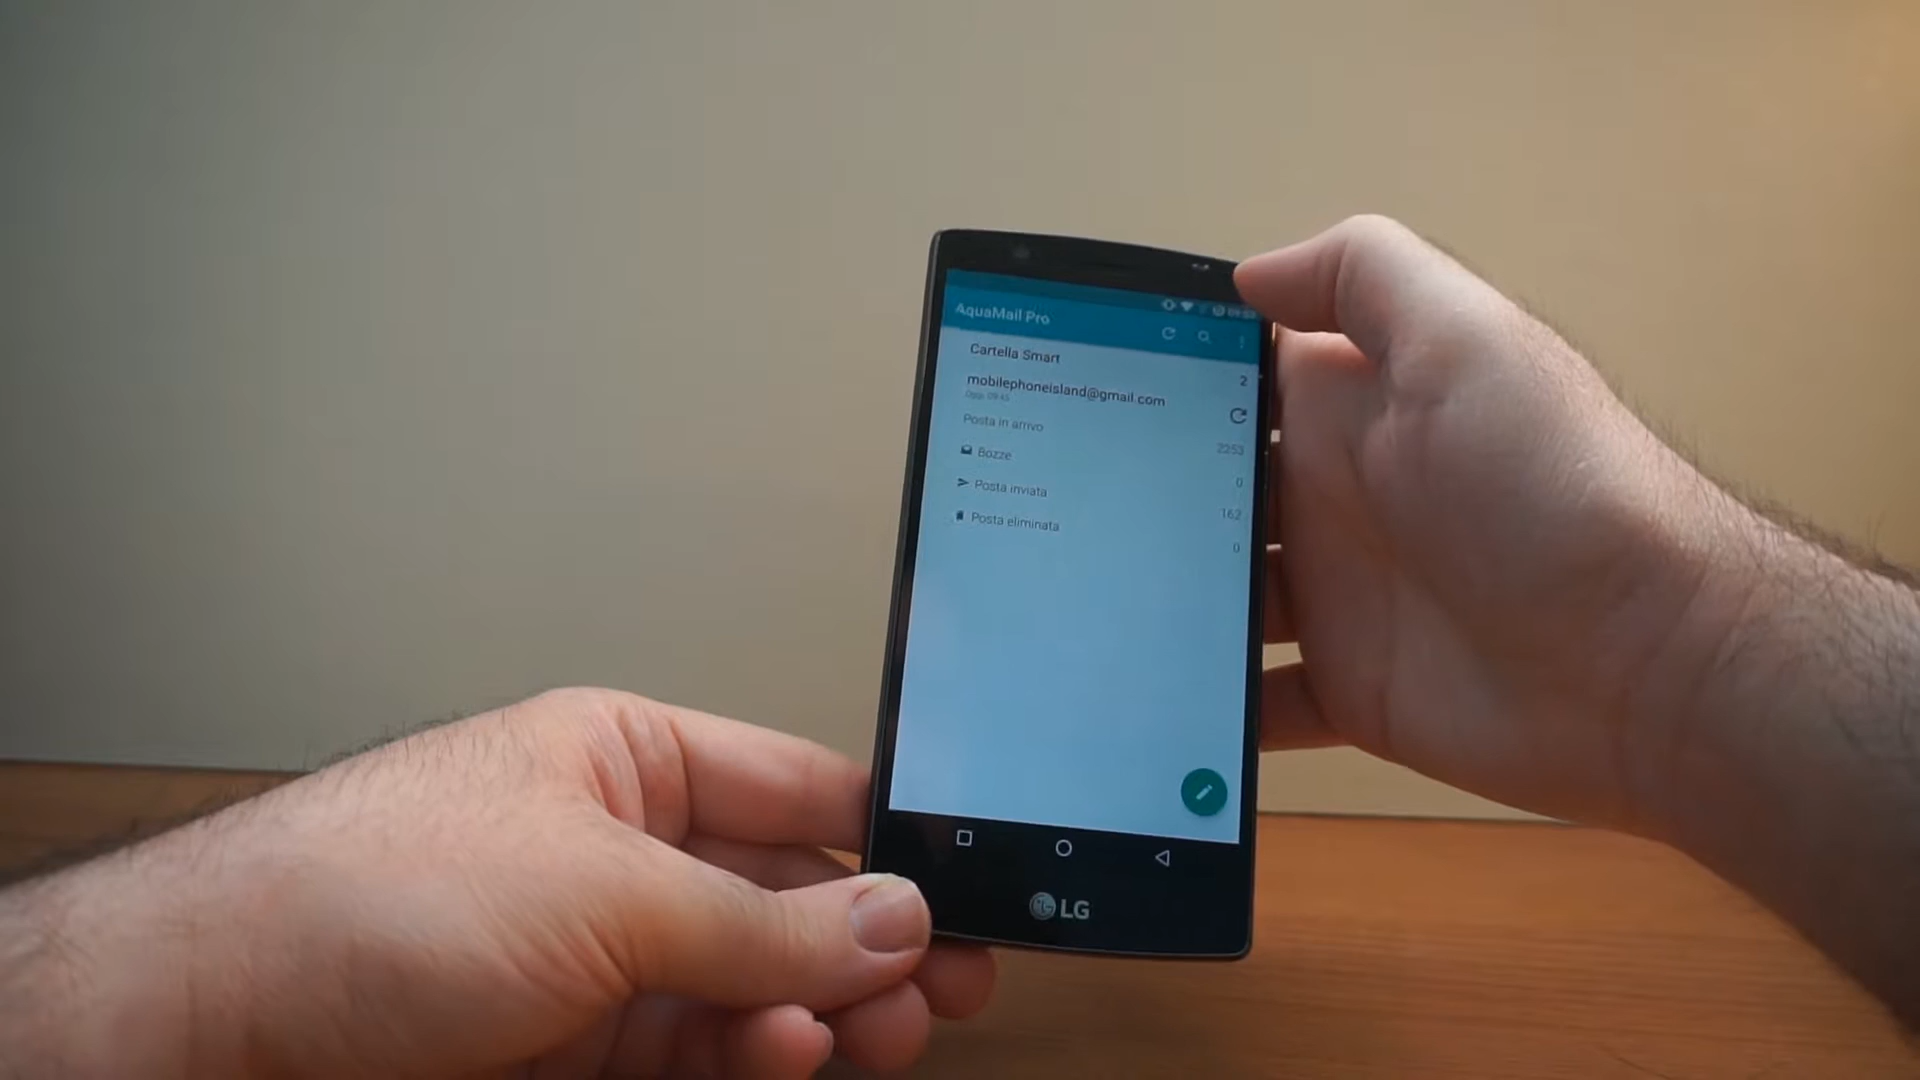 AquaMail Pro
Cartella Smart
2
mobilephoneisland@gmail.com
Posta in arrivo
2253
Bozze
0
Posta inviata
162
Posta eliminata
0
LG